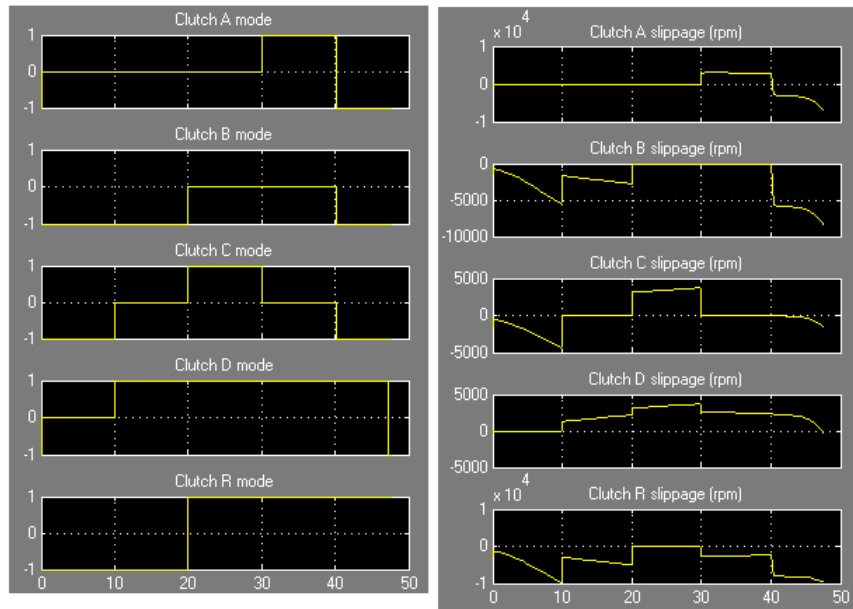 Clutch A mode
1
0
-1
Clutch B mode
1
0
-1
Clutch C mode
1
0
-1
Clutch D mode
1
0
-1
Clutch R mode
1
0
-1
0 10 20 30 40 50
x 10^4 Clutch A slippage (rpm)
1
0
-1
Clutch B slippage (rpm)
0
-5000
-10000
Clutch C slippage (rpm)
5000
0
-5000
Clutch D slippage (rpm)
5000
0
-5000
x 10^4 Clutch R slippage (rpm)
1
0
-1
0 10 20 30 40 50